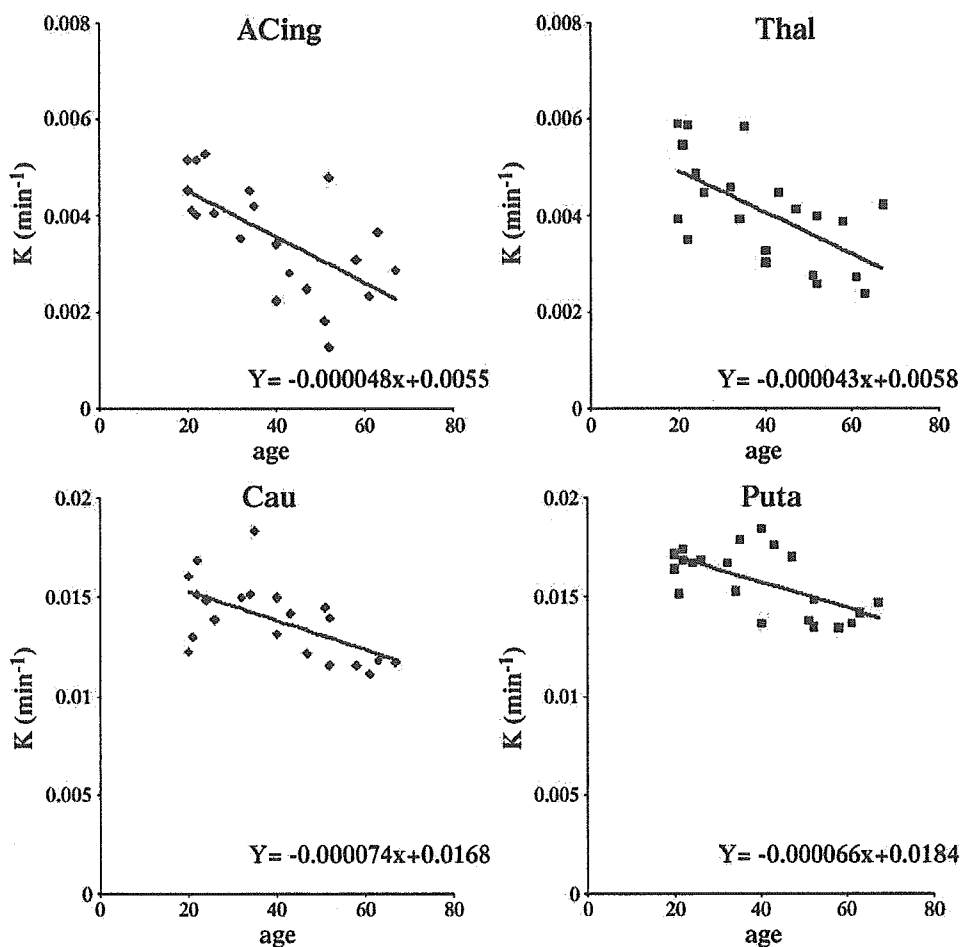 ACing
0.008
0.006
0.004
0.002
0
K (min-1)
Y= -0.000048x+0.0055
0 20 40 60 80
age
Thal
0.008
0.006
0.004
0.002
0
K (min-1)
Y= -0.000043x+0.0058
0 20 40 60 80
age
Cau
0.02
0.015
0.01
0.005
0
K (min-1)
Y= -0.000074x+0.0168
0 20 40 60 80
age
Puta
0.02
0.015
0.01
0.005
0
K (min-1)
Y= -0.000066x+0.0184
0 20 40 60 80
age